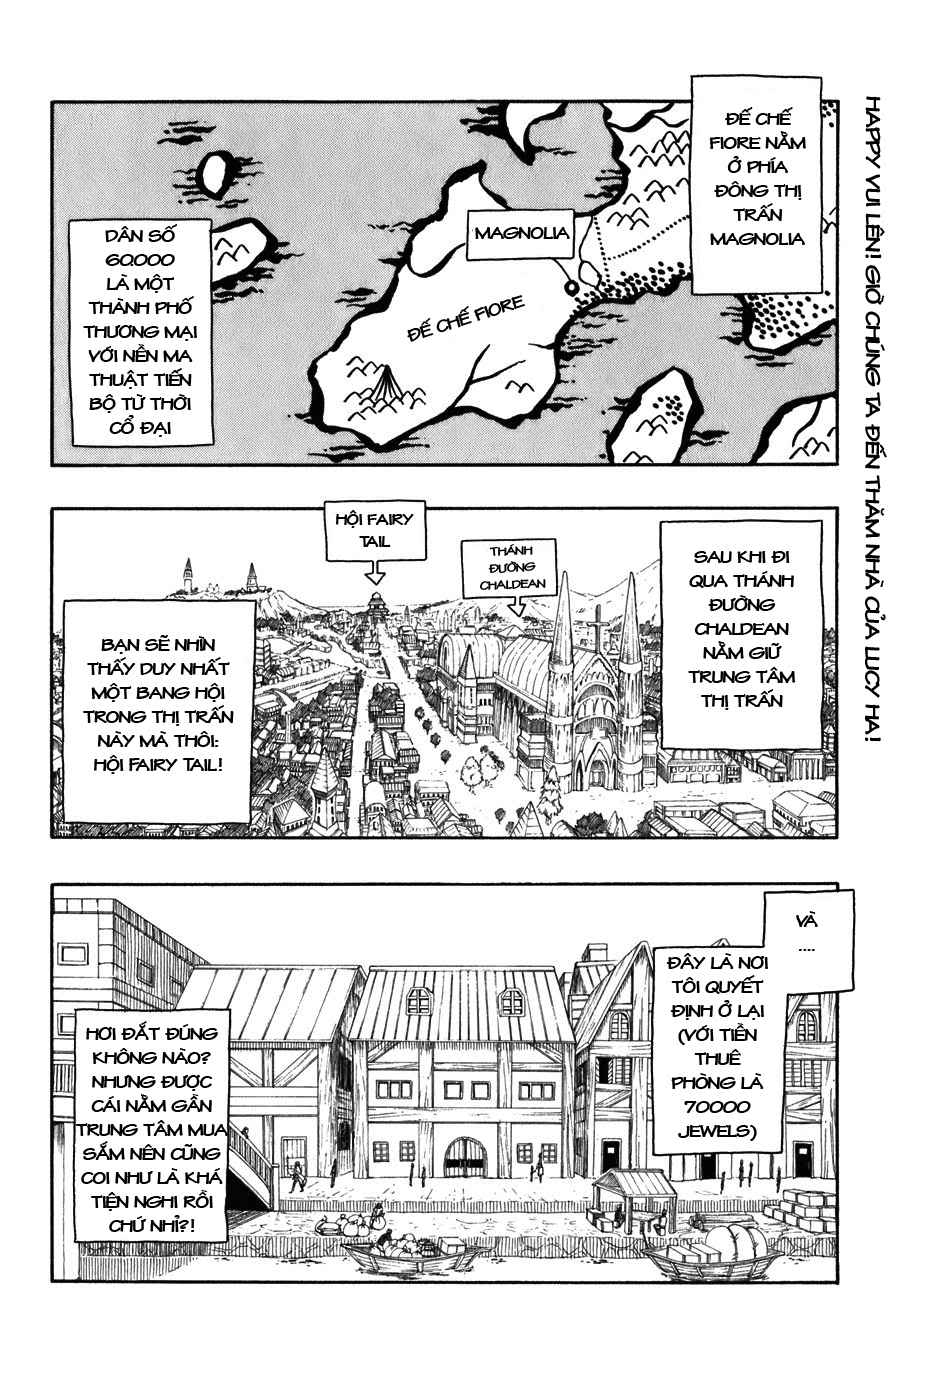 HAPPY VUI LÊN! GIỜ CHÚNG TA ĐẾN THĂM NHÀ CỦA LUCY HA!
ĐẾ CHẾ
FIORE NẰM
Ở PHÍA
ĐÔNG THỊ
TRẤN
MAGNOLIA
MAGNOLIA
ĐẾ CHẾ FIORE
DÂN SỐ
60.000
LÀ MỘT
THÀNH PHỐ
THƯƠNG MẠI
VỚI NỀN MA
THUẬT TIẾN
BỘ TỪ THỜI
CỔ ĐẠI
SAU KHI ĐI
QUA THÁNH
ĐƯỜNG
CHALDEAN
NẰM GIỮ
TRUNG TÂM
THỊ TRẤN
THÁNH
ĐƯỜNG
CHALDEAN
HỘI FAIRY
TAIL
BẠN SẼ NHÌN
THẤY DUY NHẤT
MỘT BANG HỘI
TRONG THỊ TRẤN
NÀY MÀ THÔI:
HỘI FAIRY TAIL!
VÀ
....
ĐÂY LÀ NƠI
TÔI QUYẾT
ĐỊNH Ở LẠI
(VỚI TIỀN
THUÊ
PHÒNG LÀ
70000
JEWELS)
HƠI ĐẮT ĐÚNG
KHÔNG NÀO?
NHƯNG ĐƯỢC
CÁI NẰM GẦN
TRUNG TÂM MUA
SẮM NÊN CŨNG
COI NHƯ LÀ KHÁ
TIỆN NGHI RỒI
CHỨ NHỈ?!